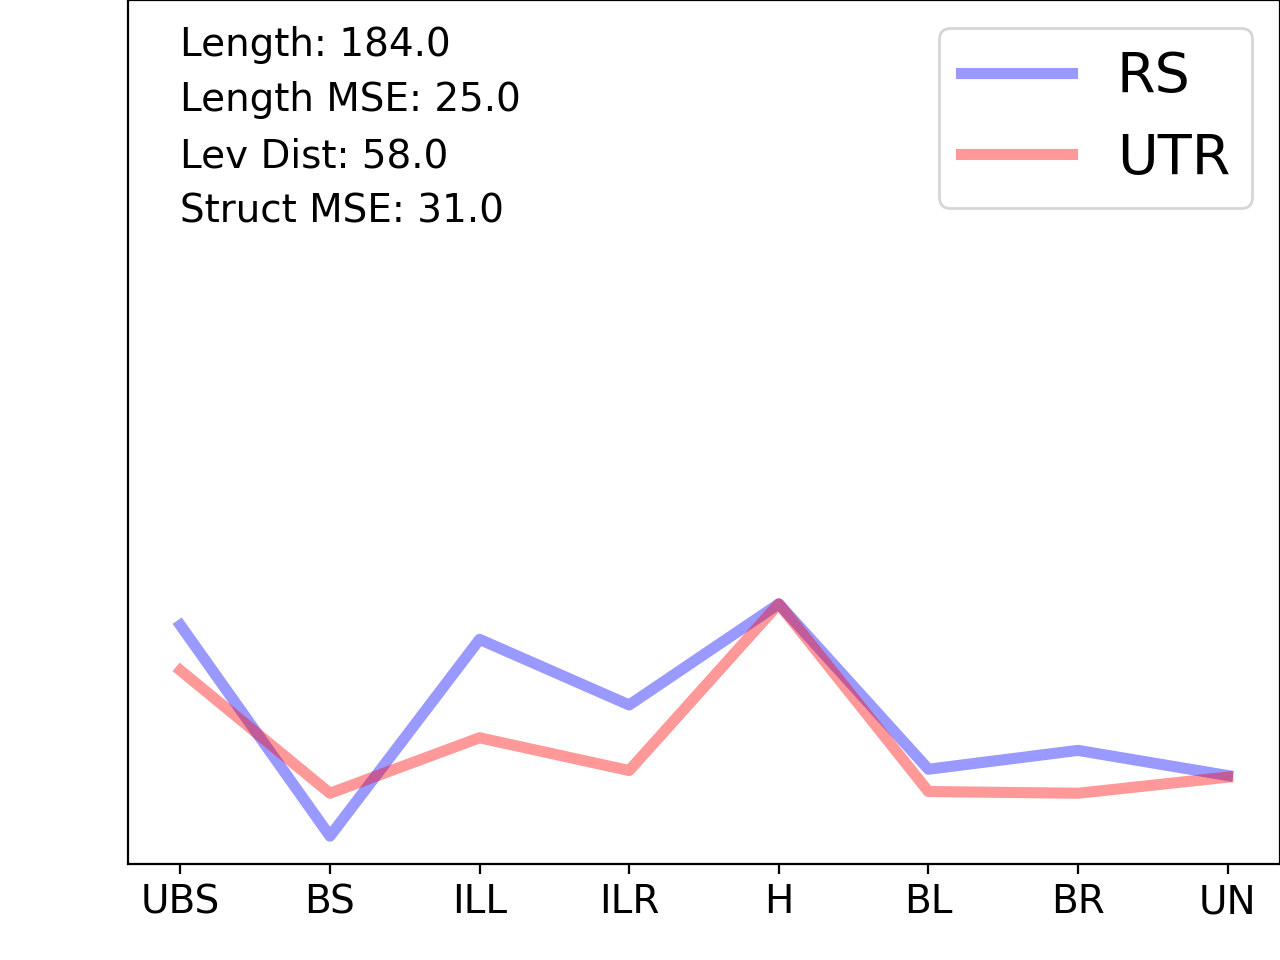 Length: 184.0
Length MSE: 25.0
Lev Dist: 58.0
Struct MSE: 31.0
RS
UTR
UBS BS ILL ILR H BL BR UN